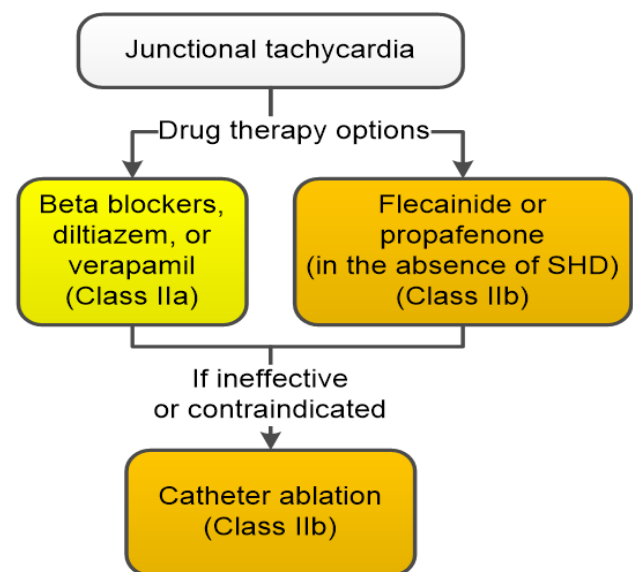 Junctional tachycardia
Drug therapy options
Beta blockers,
diltiazem, or
verapamil
(Class IIa)
Flecainide or
propafenone
(in the absence of SHD)
(Class IIb)
If ineffective
or contraindicated
Catheter ablation
(Class IIb)